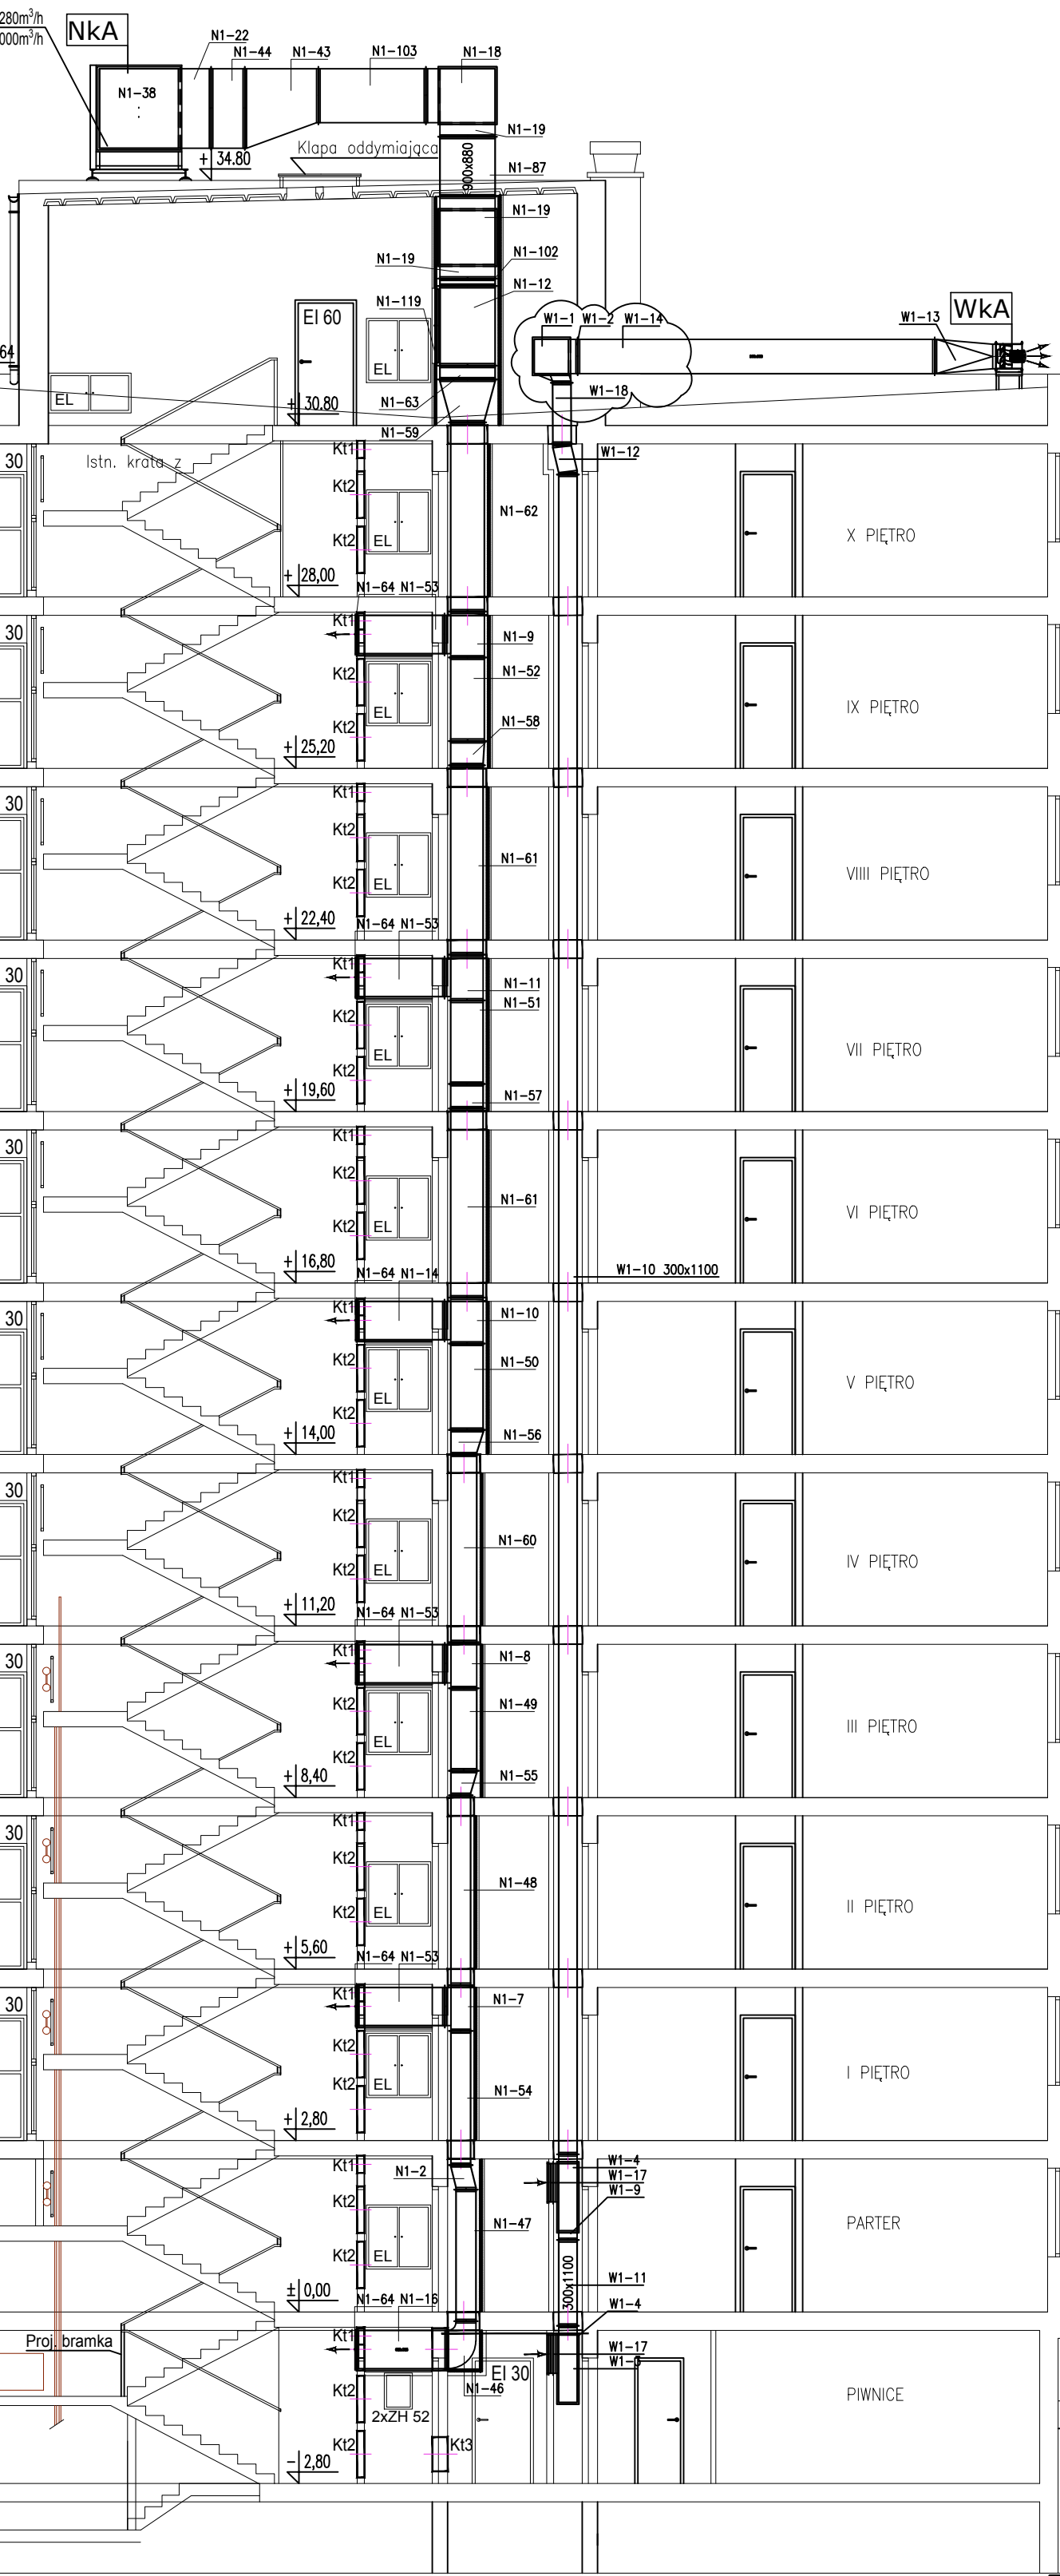 280m³/h
000m³/h
NkA
N1-22
N1-44
N1-43
N1-103
N1-18
N1-38
N1-19
+ 34.80
Klapa oddymiająca
900x880
N1-87
N1-19
N1-19
N1-102
N1-12
N1-119
EI 60
EL
EL
64
W1-1
W1-2
W1-14
W1-13
WkA
N1-63
W1-18
+ 30.80
N1-59
Istn. krata z
Kt1
W1-12
30
Kt2
N1-62
Kt2
EL
X PIĘTRO
+ 28,00
N1-64 N1-53
Kt1
30
N1-9
Kt2
N1-52
EL
IX PIĘTRO
Kt2
N1-58
+ 25,20
Kt1
30
Kt2
N1-61
Kt2
EL
VIIII PIĘTRO
+ 22,40
N1-64 N1-53
Kt1
30
N1-11
Kt2
N1-51
EL
VII PIĘTRO
Kt2
+ 19,60
N1-57
Kt1
30
Kt2
N1-61
Kt2
EL
VI PIĘTRO
+ 16,80
N1-64 N1-14
W1-10 300x1100
Kt1
30
N1-10
Kt2
N1-50
EL
V PIĘTRO
Kt2
+ 14,00
N1-56
Kt1
30
Kt2
N1-60
Kt2
EL
IV PIĘTRO
+ 11,20
N1-64 N1-53
Kt1
30
N1-8
Kt2
N1-49
EL
III PIĘTRO
Kt2
+ 8,40
N1-55
Kt1
30
Kt2
N1-48
Kt2
EL
II PIĘTRO
+ 5,60
N1-64 N1-53
Kt1
30
N1-7
Kt2
Kt2
EL
I PIĘTRO
N1-54
+ 2,80
Kt1
N1-2
W1-4
W1-17
W1-9
Kt2
N1-47
PARTER
Kt2
EL
300x1100
W1-11
± 0,00
N1-64 N1-16
W1-4
Proj. bramka
Kt1
W1-17
EI 30
N1-46
Kt2
PIWNICE
2xZH 52
Kt2
Kt3
- 2,80